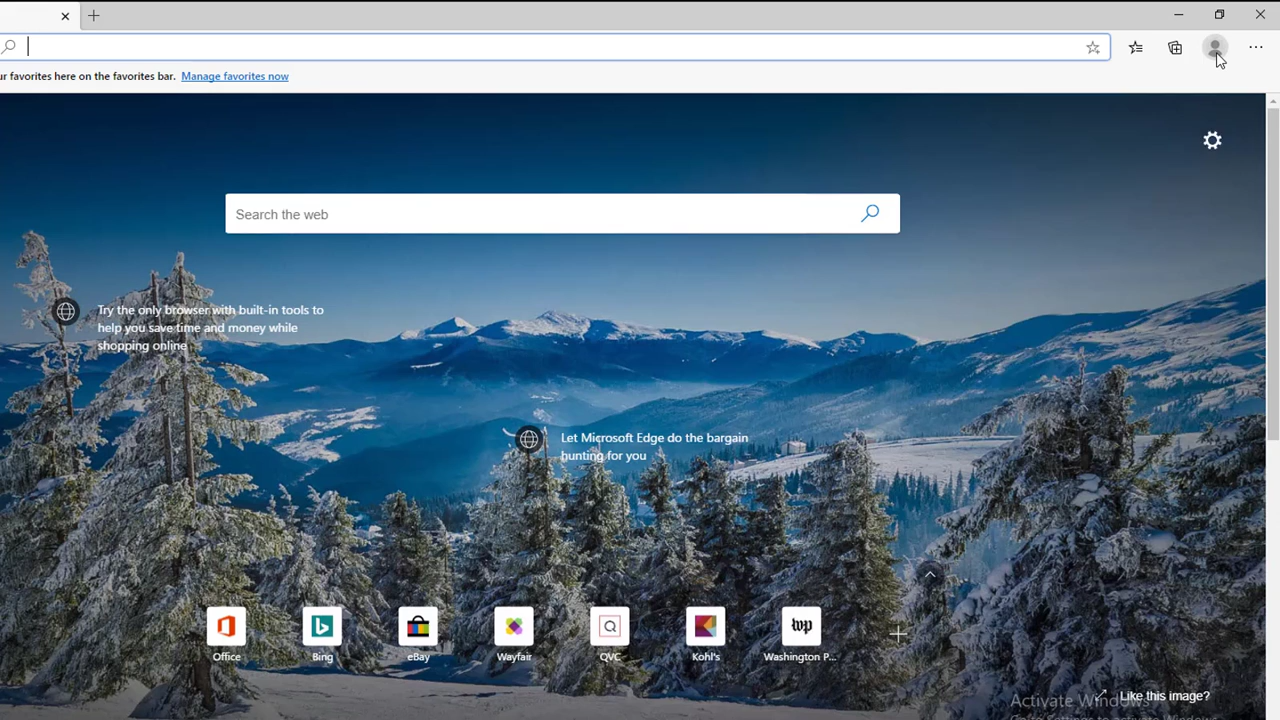 ur favorites here on the favorites bar. Manage favorites now
Search the web
Try the only browser with built-in tools to
help you save time and money while
shopping online
Let Microsoft Edge do the bargain
hunting for you
Office
Bing
eBay
Wayfair
QVC
Kohl's
wp
Washington P...
Like this image?
Activate Windows